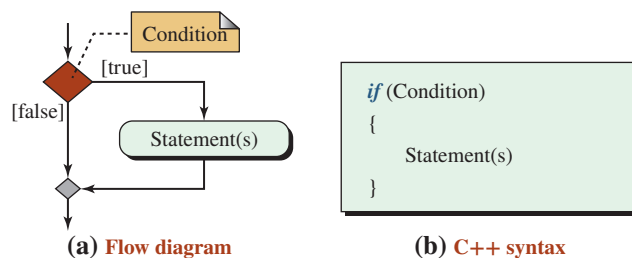 Condition
[true]
[false]
Statement(s)
(a) Flow diagram
if (Condition)
{
Statement(s)
}
(b) C++ syntax